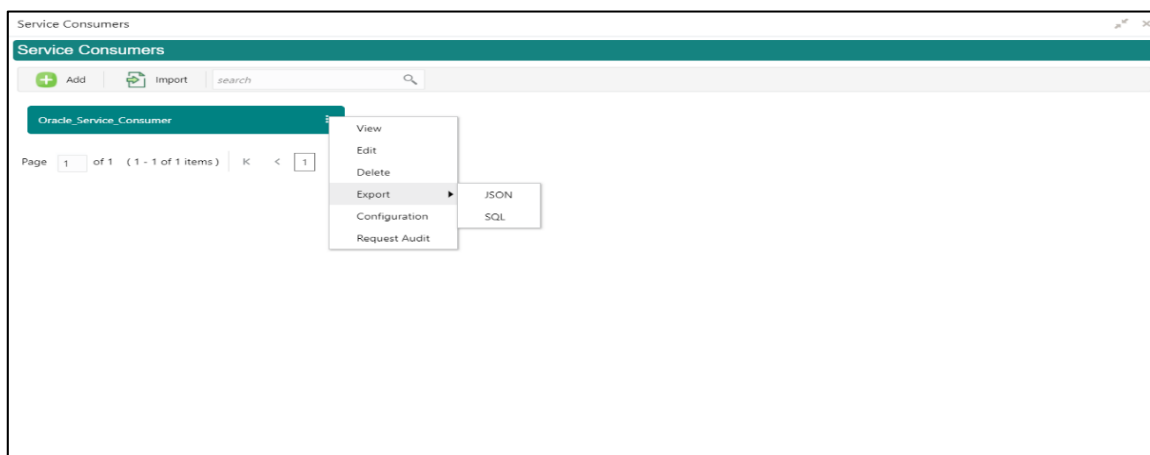 Service Consumers
Service Consumers
Add Import search
Oracle_Service_Consumer
View
Page 1 of 1 ( 1 - 1 of 1 items ) K < 1
Edit
Delete
Export JSON
Configuration SQL
Request Audit